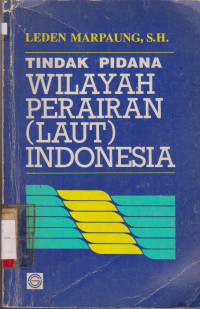 LEDEN MARPAUNG, S.H.
TINDAK PIDANA
WILAYAH
PERAIRAN
(LAUT)
INDONESIA